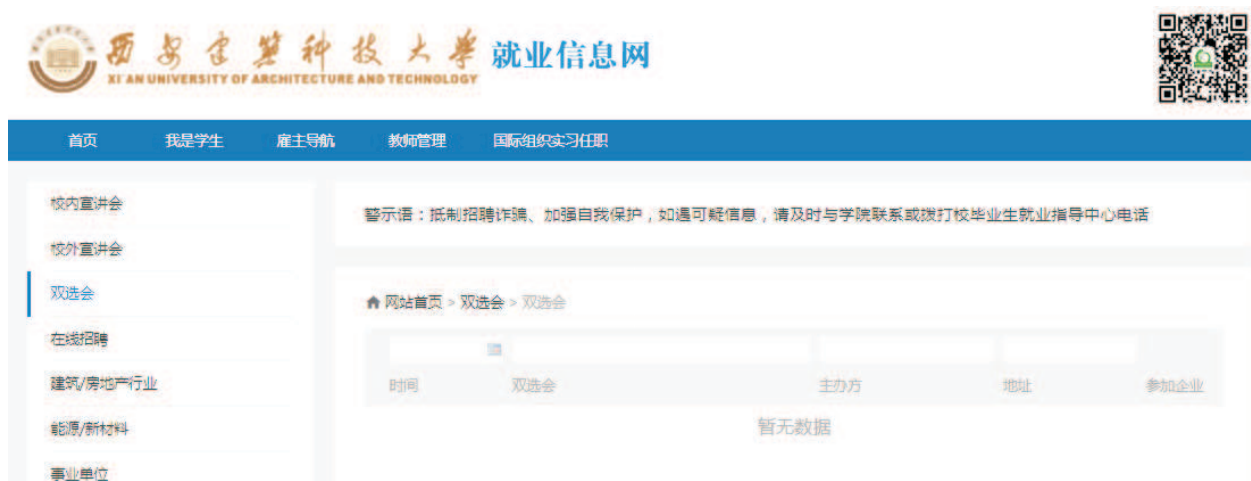 西安建筑科技大学 就业信息网
XI'AN UNIVERSITY OF ARCHITECTURE AND TECHNOLOGY
首页 我是学生 雇主导航 教师管理 国际组织实习任职
校内宣讲会
警示语：抵制招聘诈骗、加强自我保护，如遇可疑信息，请及时与学院联系或拨打校毕业生就业指导中心电话
校外宣讲会
双选会
网站首页 > 双选会 > 双选会
在线招聘
建筑/房地产行业
时间 双选会 主办方 地址 参加企业
能源/新材料
暂无数据
事业单位